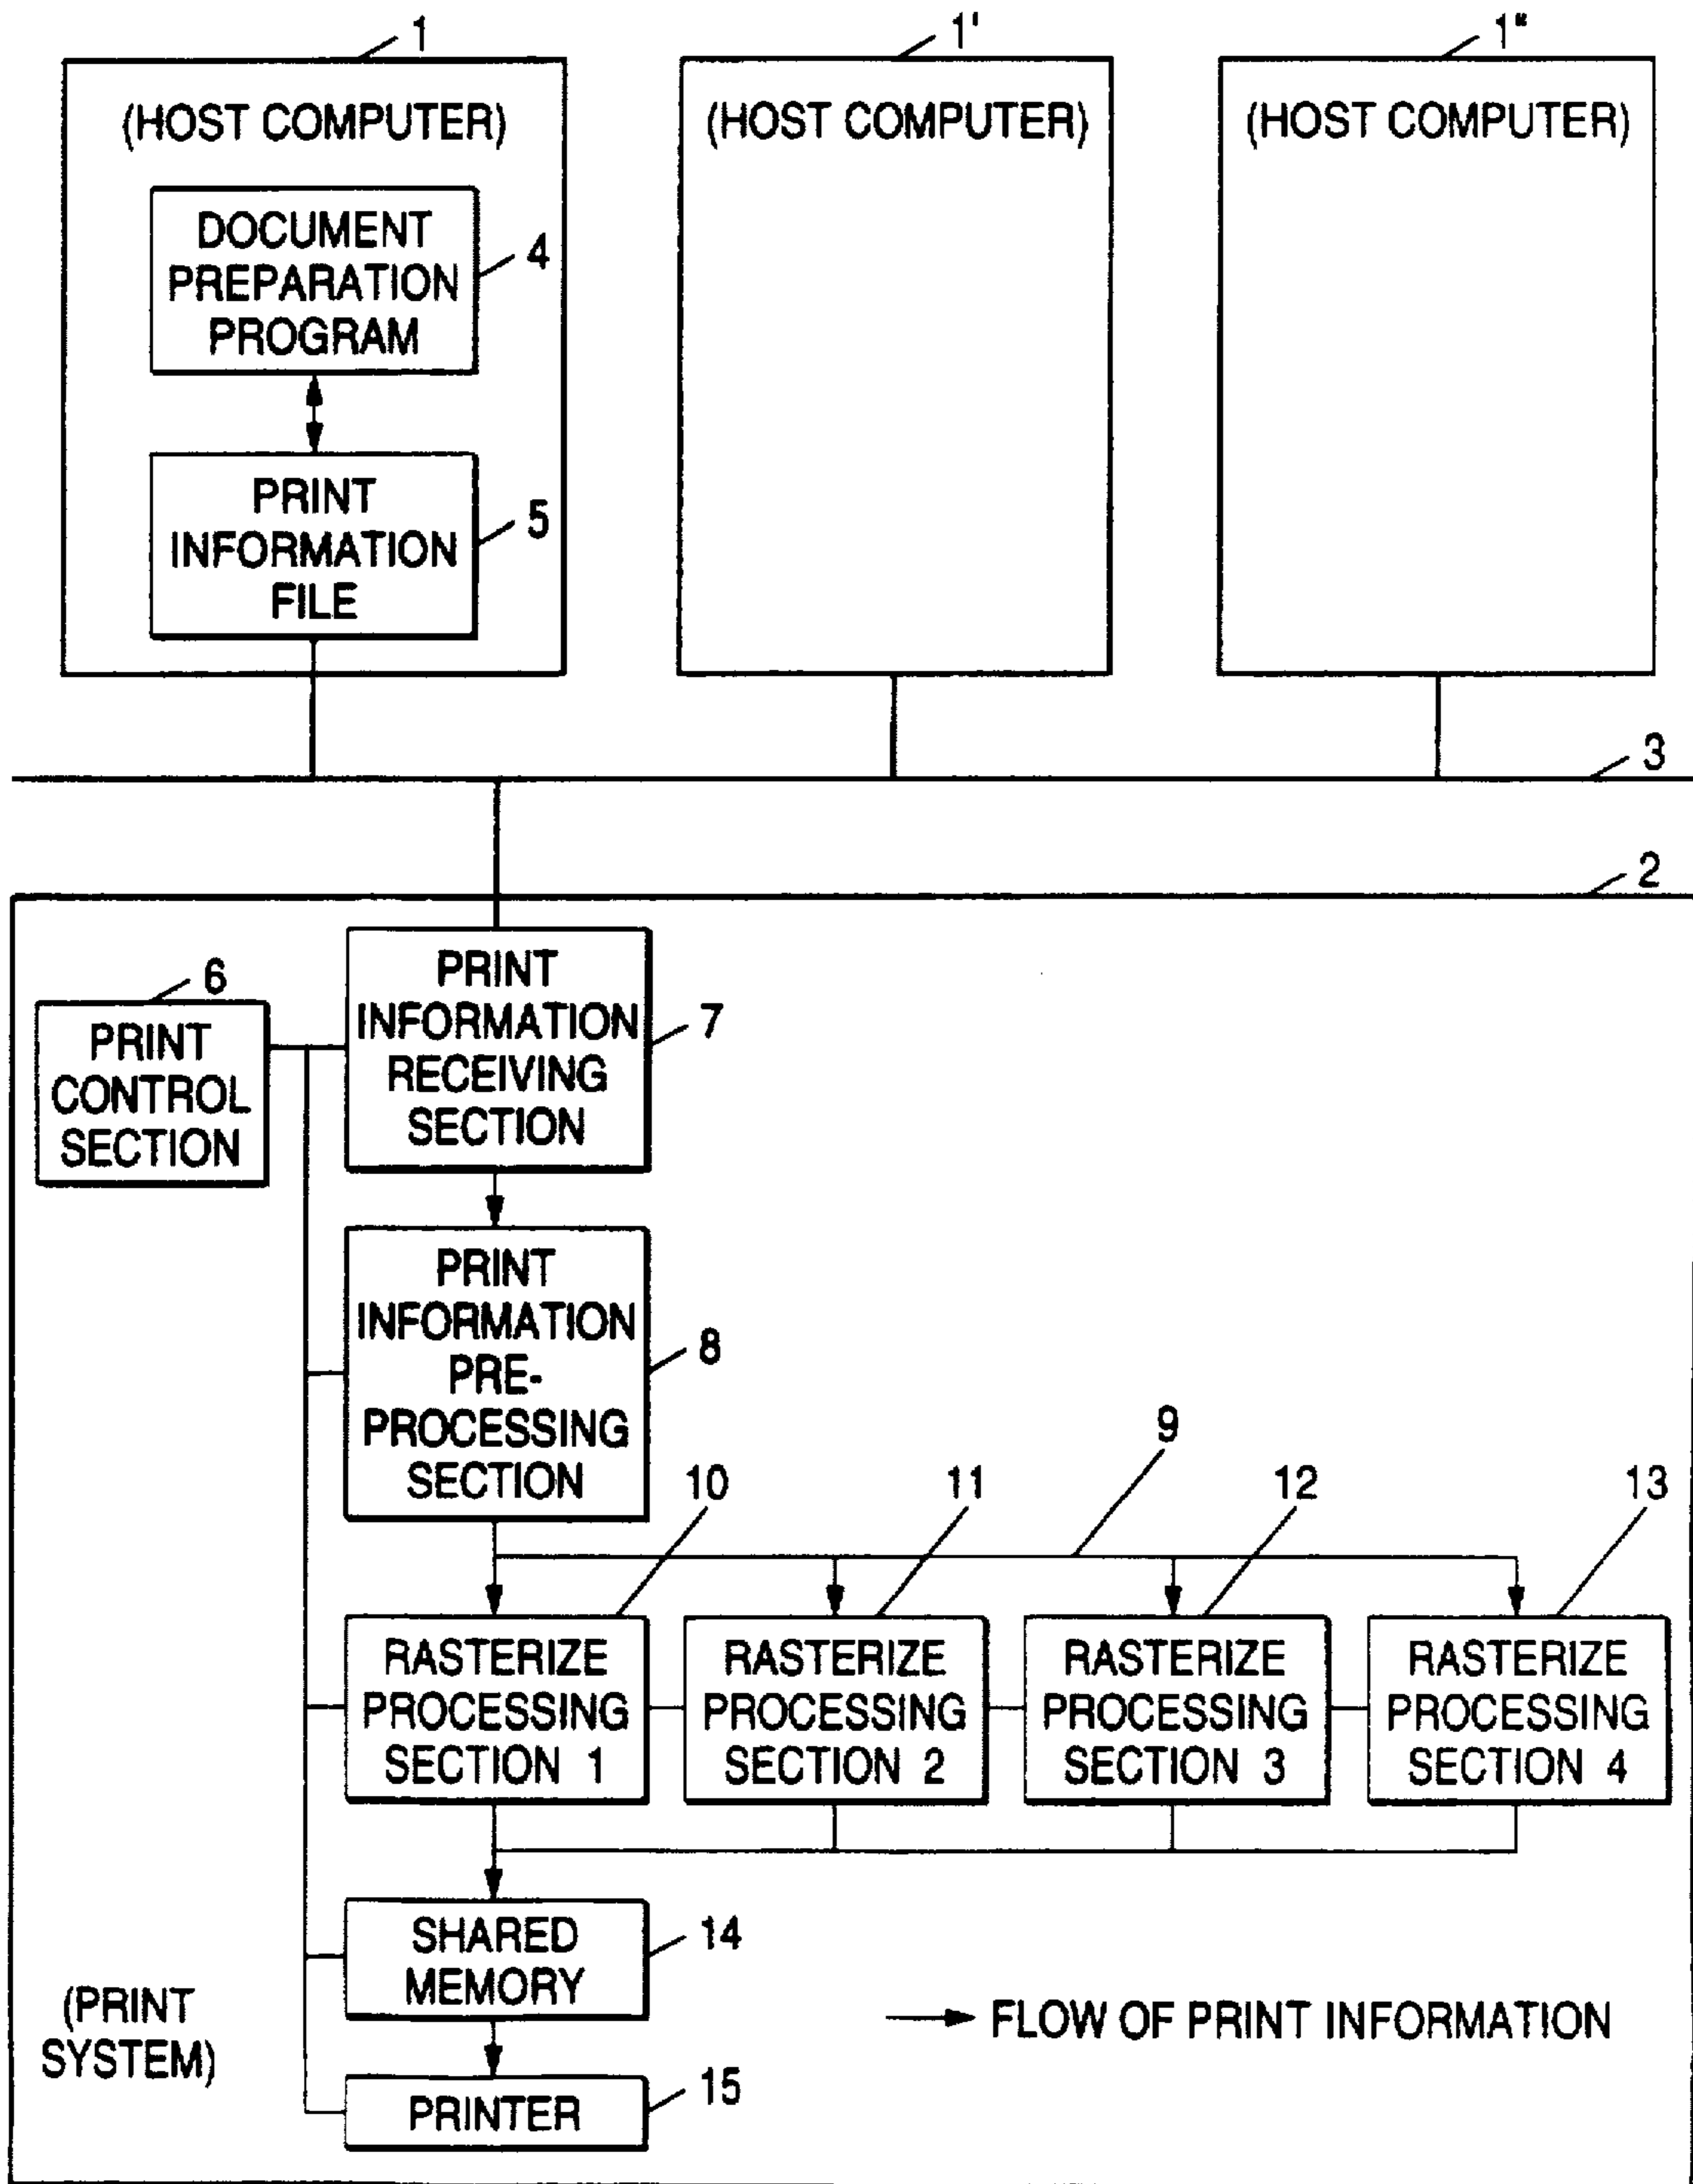 1
1'
1"
(HOST COMPUTER)
(HOST COMPUTER)
(HOST COMPUTER)
DOCUMENT
PREPARATION
PROGRAM
4
PRINT
INFORMATION
FILE
5
3
2
6
PRINT
CONTROL
SECTION
PRINT
INFORMATION
RECEIVING
SECTION
7
PRINT
INFORMATION
PRE-
PROCESSING
SECTION
8
9
10
11
12
13
RASTERIZE
PROCESSING
SECTION 1
RASTERIZE
PROCESSING
SECTION 2
RASTERIZE
PROCESSING
SECTION 3
RASTERIZE
PROCESSING
SECTION 4
SHARED
MEMORY
14
(PRINT
SYSTEM)
FLOW OF PRINT INFORMATION
PRINTER
15